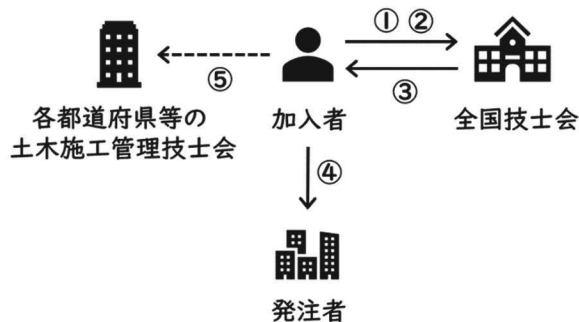 ① ②
⑤
③
各都道府県等の
土木施工管理技士会
加入者
全国技士会
④
発注者